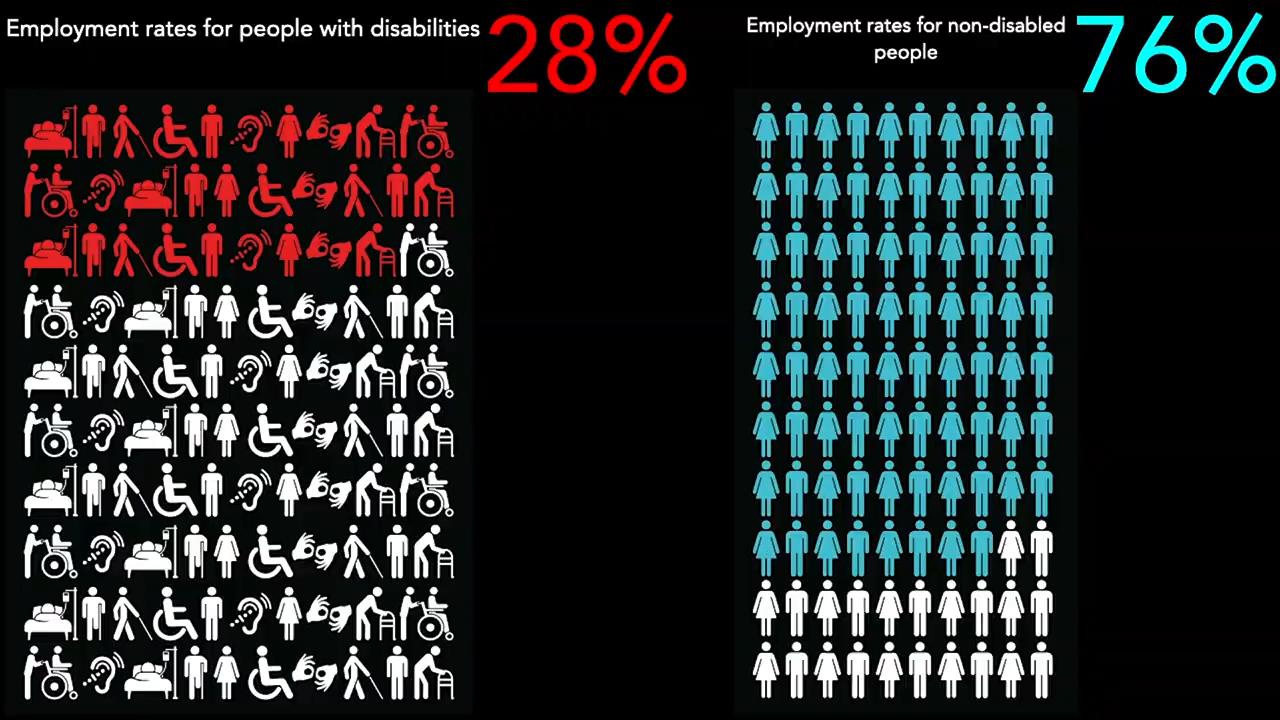 Employment rates for people with disabilities
28%
Employment rates for non-disabled
people
76%